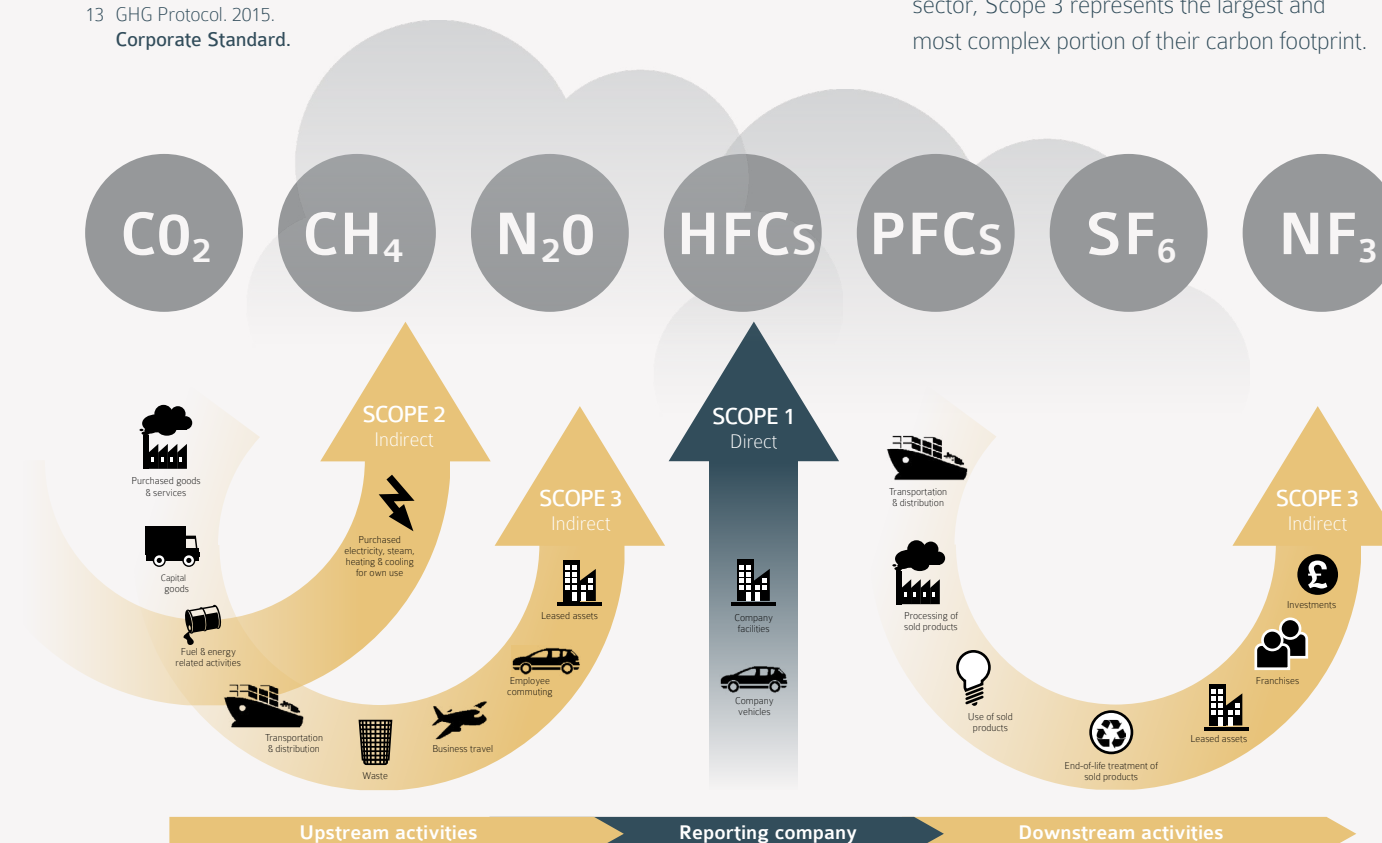 13 GHG Protocol. 2015.
Corporate Standard.
sector, Scope 3 represents the largest and
most complex portion of their carbon footprint.
CO₂
CH₄
N₂O
HFCs
PFCs
SF₆
NF₃
SCOPE 2
Indirect
Purchased
electricity, steam,
heating & cooling
for own use
Purchased goods
& services
Capital
goods
Fuel & energy
related activities
Transportation
& distribution
Waste
Business travel
Employee
commuting
Leased assets
SCOPE 3
Indirect
SCOPE 1
Direct
Company
facilities
Company
vehicles
Transportation
& distribution
Processing of
sold products
Use of sold
products
End-of-life treatment of
sold products
Leased assets
Franchises
£
Investments
SCOPE 3
Indirect
Upstream activities
Reporting company
Downstream activities